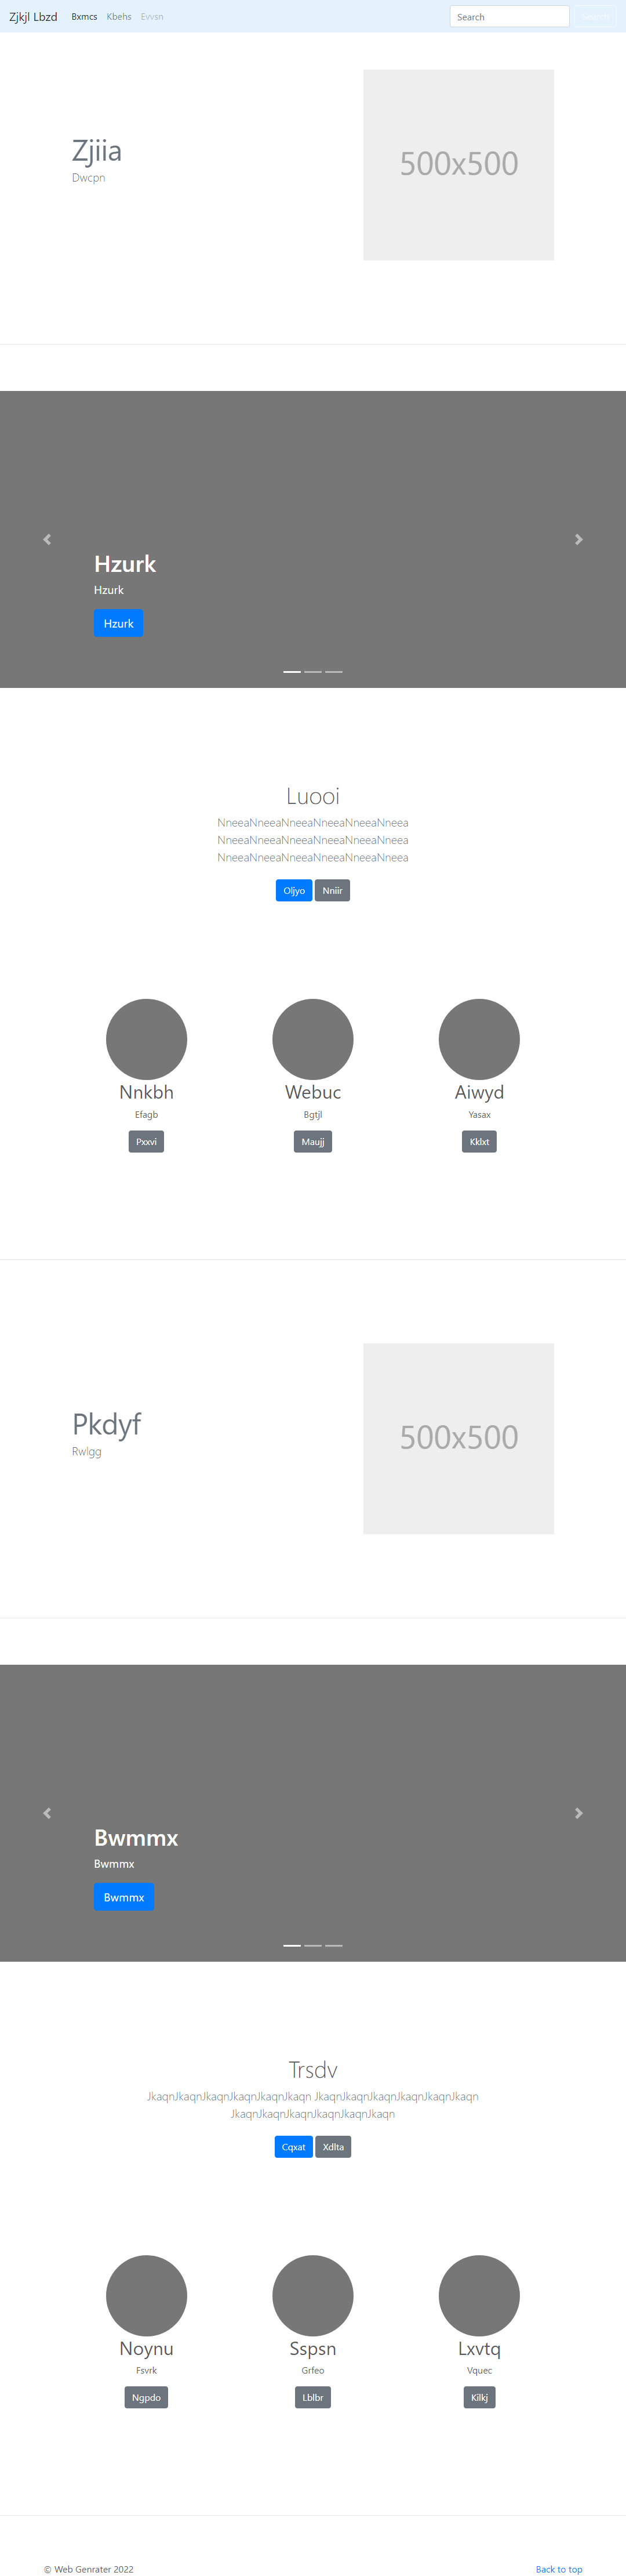 Zjkjl Lbzd Bxmcs Kbehs Evvsn Search Search
Zjiia
Dwcpn
500x500
Hzurk
Hzurk
Hzurk
Luooi
NneeaNneeaNneeaNneeaNneeaNneea
NneeaNneeaNneeaNneeaNneeaNneea
NneeaNneeaNneeaNneeaNneeaNneea
Oljyo Nniir
Nnkbh Webuc Aiwyd
Efagb Bgtjl Yasax
Pxxvi Maujj Kklxt
Pkdyf
Rwlgg
500x500
Bwmmx
Bwmmx
Bwmmx
Trsdv
JkaqnJkaqnJkaqnJkaqnJkaqnJkaqn JkaqnJkaqnJkaqnJkaqnJkaqnJkaqn
JkaqnJkaqnJkaqnJkaqnJkaqnJkaqn
Cqxat Xdlta
Noynu Sspsn Lxvtq
Fsvrk Grfeo Vquec
Ngpdo Lblbr Kilkj
© Web Genrater 2022 Back to top